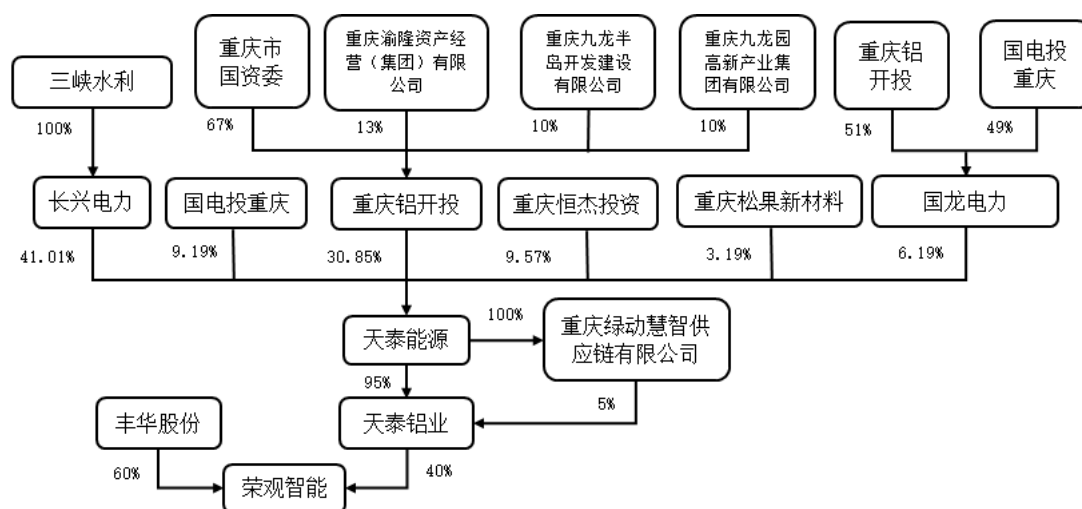 三峡水利
重庆市
国资委
重庆渝隆资产经
营（集团）有限
公司
重庆九龙半
岛开发建设
有限公司
重庆九龙园
高新产业集
团有限公司
重庆铝
开投
国电投
重庆
100%
67%
13%
10%
10%
51%
49%
长兴电力
国电投重庆
重庆铝开投
重庆恒杰投资
重庆松果新材料
国龙电力
41.01%
9.19%
30.85%
9.57%
3.19%
6.19%
天泰能源
100%
重庆绿动慧智供
应链有限公司
95%
5%
丰华股份
天泰铝业
60%
40%
荣观智能